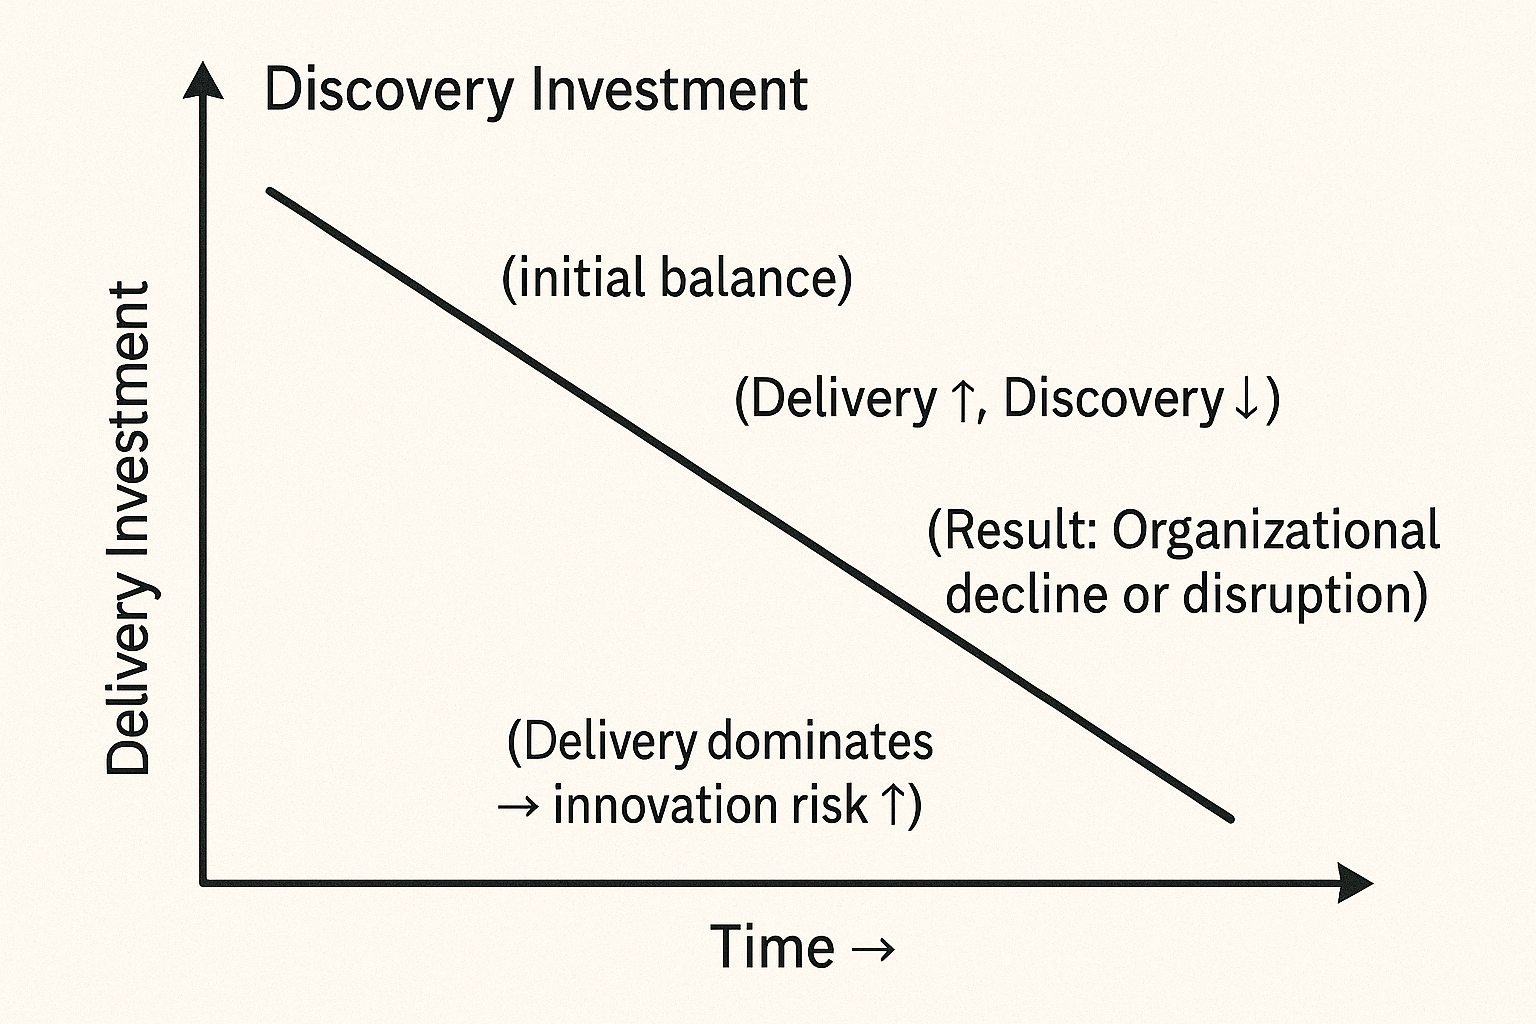 Discovery Investment
(initial balance)
(Delivery ↑, Discovery ↓)
(Result: Organizational
decline or disruption)
(Delivery dominates
→ innovation risk ↑)
Delivery Investment
Time →